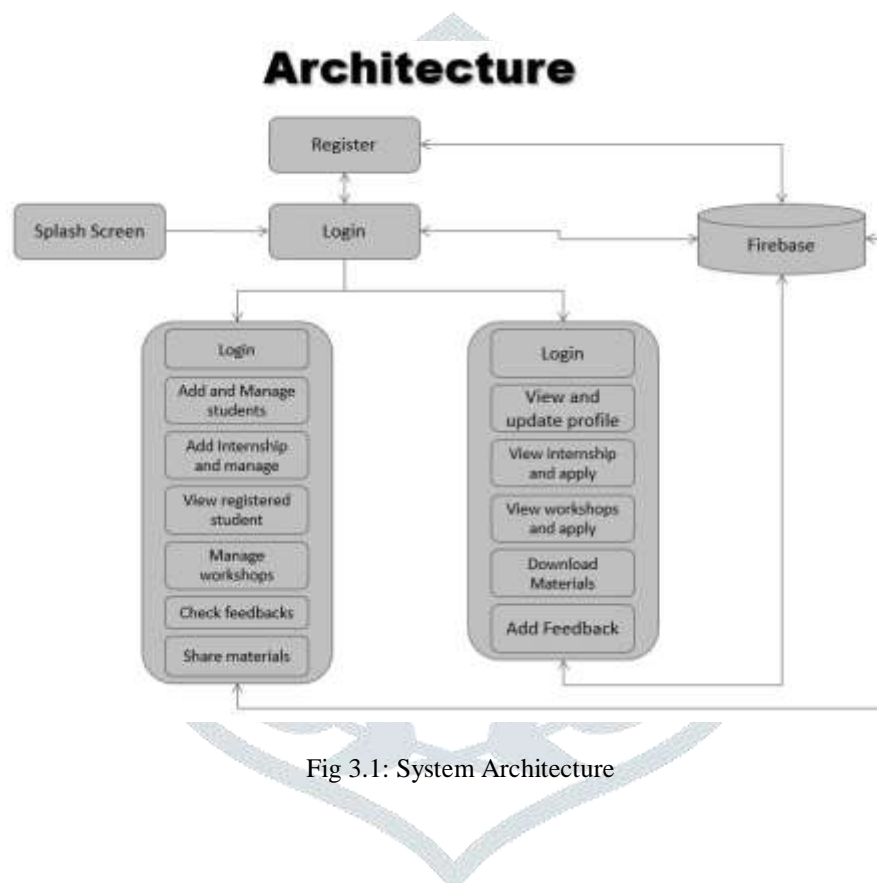 Architecture
Register
Splash Screen
Login
Firebase
Login
Add and Manage
students
Add Internship
and manage
View registered
student
Manage
workshops
Check feedbacks
Share materials
Login
View and
update profile
View internship
and apply
View workshops
and apply
Download
Materials
Add Feedback
Fig 3.1: System Architecture